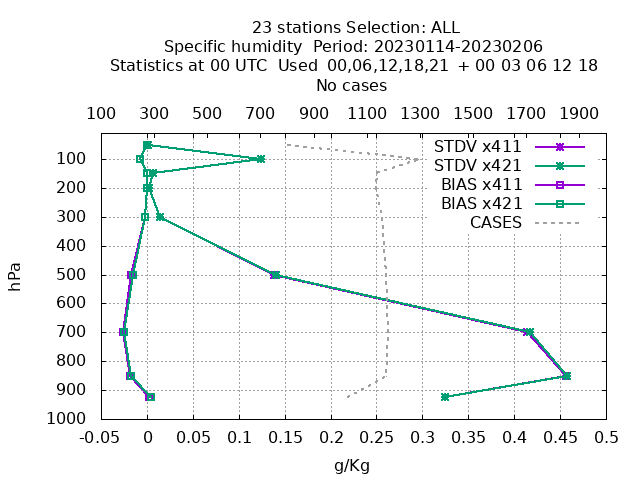 23 stations Selection: ALL
Specific humidity  Period: 20230114-20230206
Statistics at 00 UTC  Used  00,06,12,18,21  + 00 03 06 12 18
No cases
100 300 500 700 900 1100 1300 1500 1700 1900
STDV x411
STDV x421
BIAS x411
BIAS x421
CASES
hPa
100
200
300
400
500
600
700
800
900
1000
-0.05 0 0.05 0.1 0.15 0.2 0.25 0.3 0.35 0.4 0.45 0.5
g/Kg